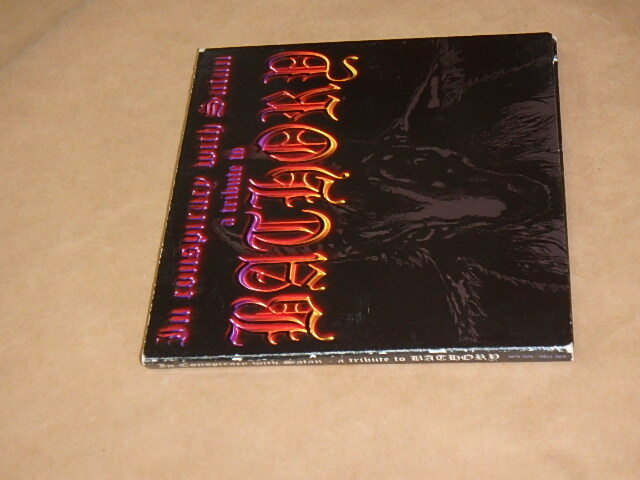 In conspiracy with Satan
a tribute to
BATHORY
In Conspiracy with Satan - a tribute to BATHORY